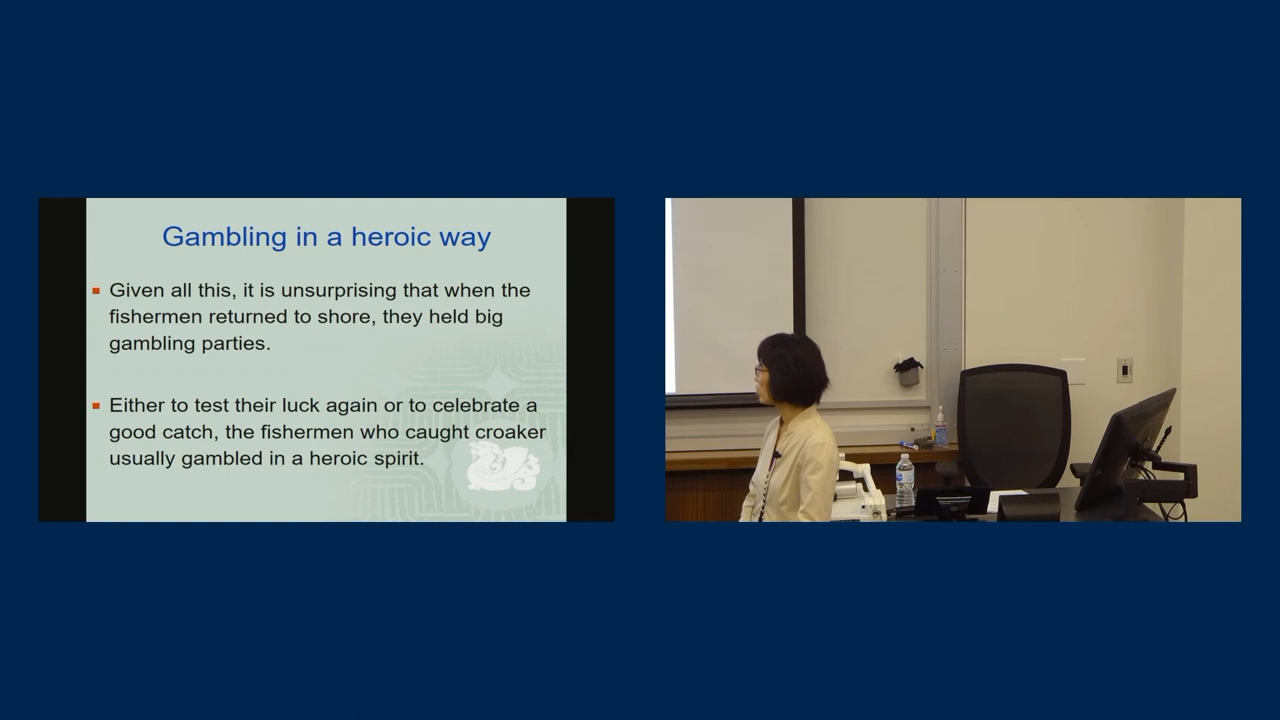 Gambling in a heroic way
Given all this, it is unsurprising that when the
fishermen returned to shore, they held big
gambling parties.
Either to test their luck again or to celebrate a
good catch, the fishermen who caught croaker
usually gambled in a heroic spirit.